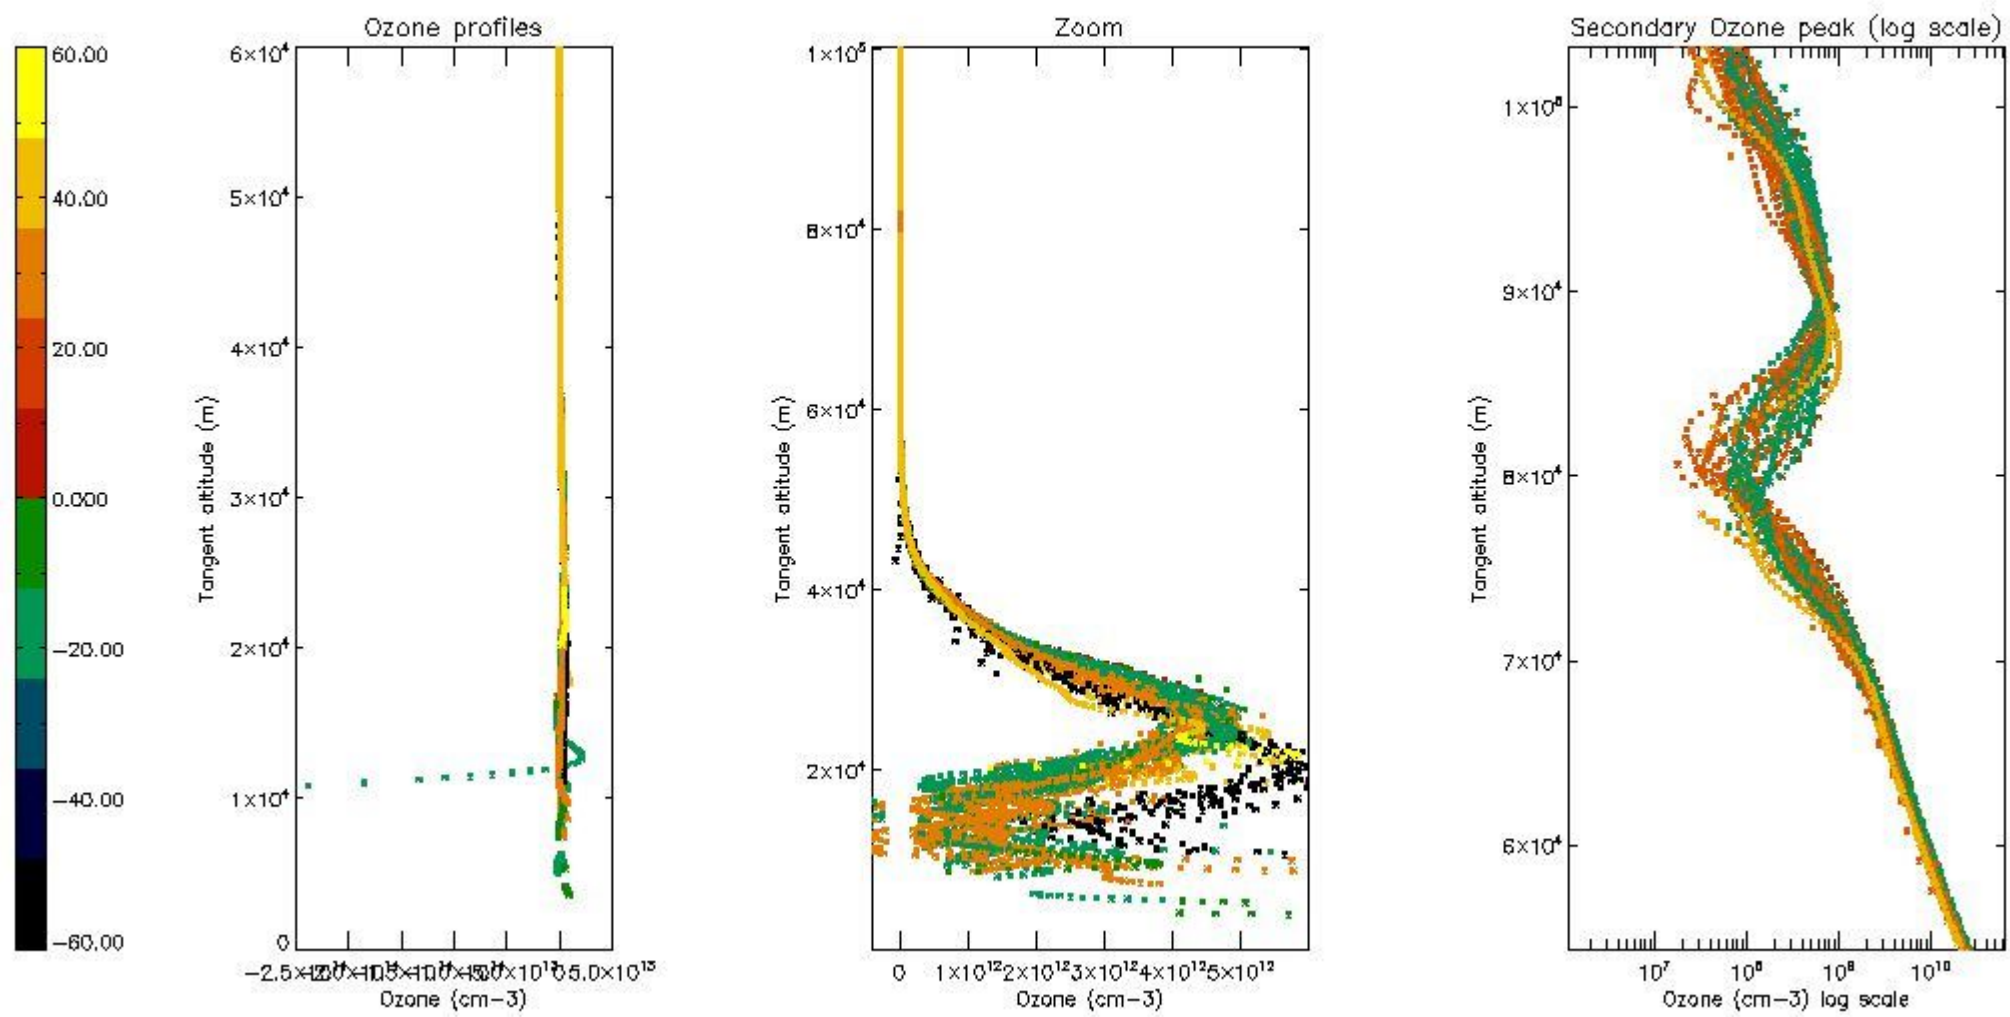 Ozone profiles
Zoom
Secondary Ozone peak (log scale)
60.00
40.00
20.00
0.000
−20.00
−40.00
−60.00
6×10⁴
5×10⁴
4×10⁴
3×10⁴
2×10⁴
1×10⁴
0
Tangent altitude (m)
5.0×10¹³
Ozone (cm−3)
1×10⁵
8×10⁴
6×10⁴
4×10⁴
2×10⁴
Tangent altitude (m)
0 1×10¹² 2×10¹² 3×10¹² 4×10¹² 5×10¹²
Ozone (cm−3)
9×10⁴
8×10⁴
7×10⁴
6×10⁴
Tangent altitude (m)
10⁷ 10⁸ 10⁹ 10¹⁰
Ozone (cm−3) log scale